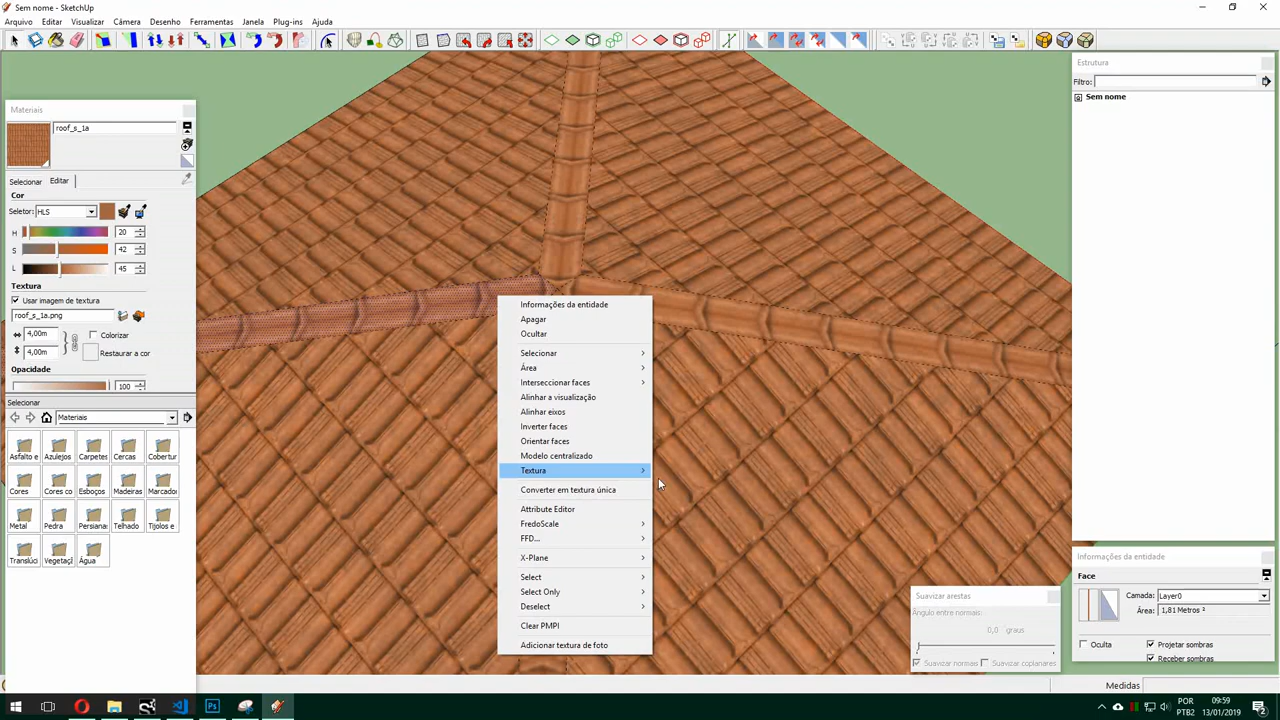 Sem nome - SketchUp
Arquivo Editar Visualizar Câmera Desenho Ferramentas Janela Plug-ins Ajuda
Materiais
roof_s_1a
Selecionar Editar
Cor
Seletor: HLS
H 20
S 42
L 45
Textura
Usar imagem de textura
roof_s_1a.png
4,00m Colorizar
4,00m Restaurar a cor
Opacidade
100
Selecionar
Materiais
Asfalto e Azulejos Carpetes Cercas Cobertur
Cores Cores co Esboços Madeiras Marcador
Metal Pedra Persianas Telhado Tijolos e
Translúc Vegetaçã Água
Informações da entidade
Apagar
Ocultar
Selecionar
Área
Interseccionar faces
Alinhar a visualização
Alinhar eixos
Inverter faces
Orientar faces
Modelo centralizado
Textura
Converter em textura única
Attribute Editor
FredoScale
FFD...
X-Plane
Select
Select Only
Deselect
Clear PMPI
Adicionar textura de foto
Estrutura
Filtro:
Sem nome
Suavizar arestas
Ângulo entre normais:
0,0 graus
Suavizar normais Suavizar coplanares
Informações da entidade
Face
Camada: Layer0
Área: 1,81 Metros ²
Oculta Projetar sombras
Receber sombras
Medidas
Ps
POR
PTB2
09:59
13/01/2019
2